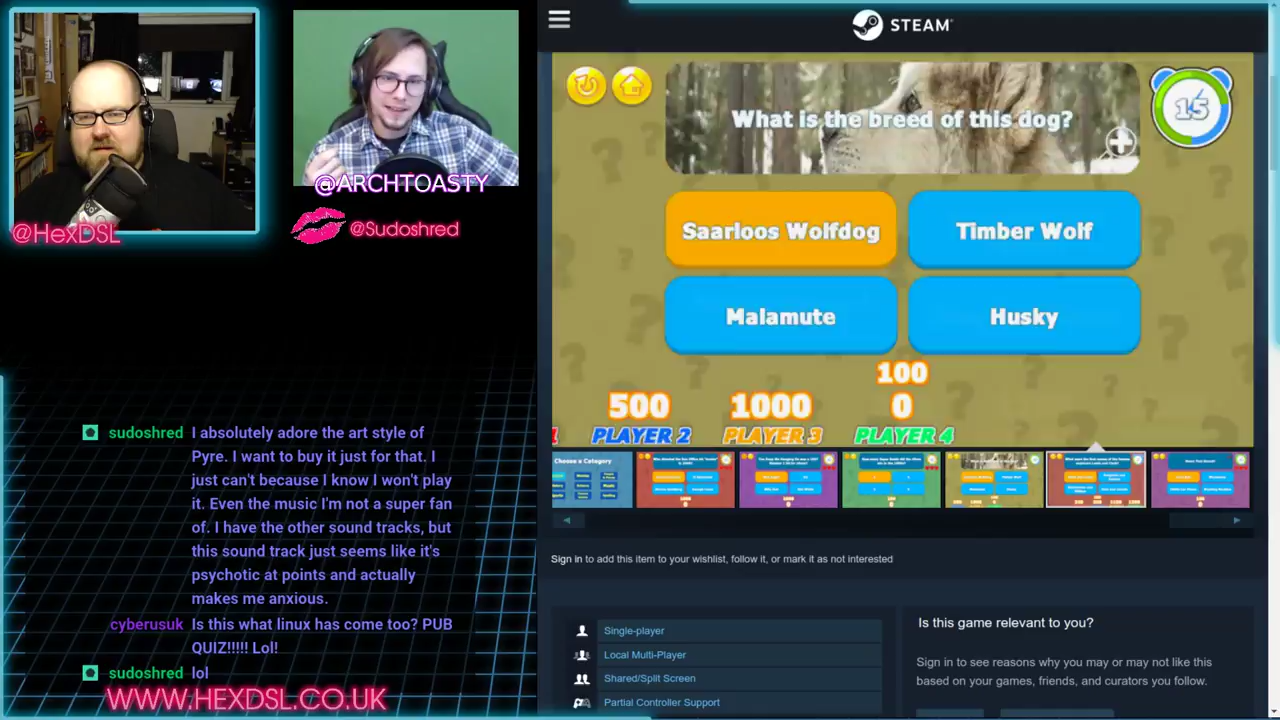 STEAM
What is the breed of this dog?
15
Saarloos Wolfdog
Timber Wolf
Malamute
Husky
500
1000
100
0
PLAYER 2
PLAYER 3
PLAYER 4
Choose a Category
Sign in to add this item to your wishlist, follow it, or mark it as not interested
Single-player
Local Multi-Player
Shared/Split Screen
Partial Controller Support
Is this game relevant to you?
Sign in to see reasons why you may or may not like this
based on your games, friends, and curators you follow.
@HexDSL
@ARCHTOASTY
@Sudoshred
sudoshred I absolutely adore the art style of
Pyre. I want to buy it just for that. I
just can't because I know I won't play
it. Even the music I'm not a super fan
of. I have the other sound tracks, but
this sound track just seems like it's
psychotic at points and actually
makes me anxious.
cyberusuk Is this what linux has come too? PUB
QUIZ!!!!! Lol!
sudoshred lol
WWW.HEXDSL.CO.UK